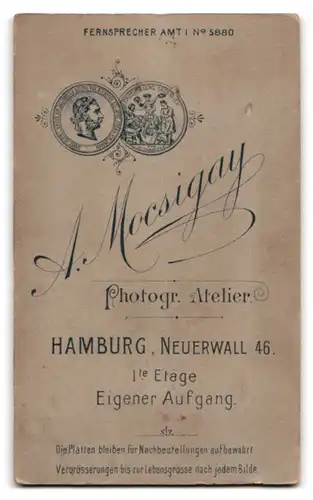 FERNSPRECHER AMT I No 5880
A. Mocsigay
Photogr. Atelier.
HAMBURG, NEUERWALL 46.
Ite Etage
Eigener Aufgang.
Die Platten bleiben für Nachbestellungen aufbewahrt
Vergrösserungen bis zur Lebensgrösse nach jedem Bilde.